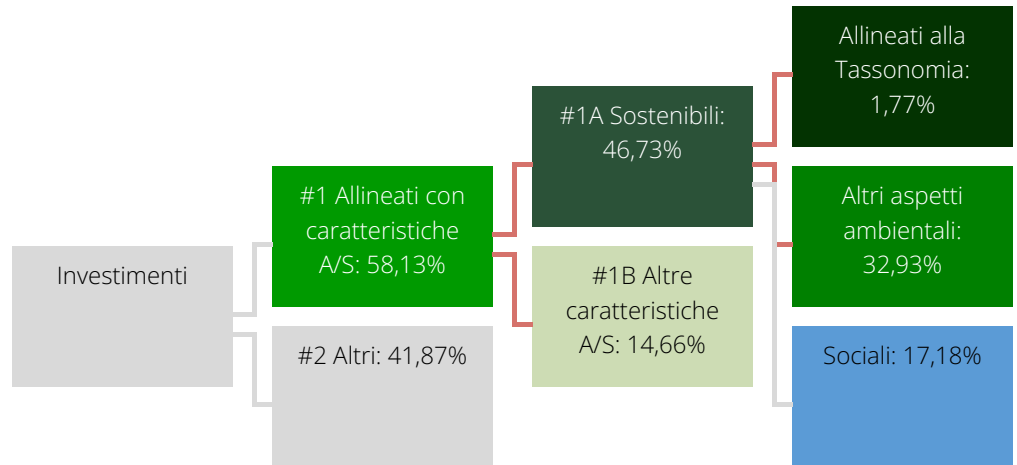 Investimenti
#1 Allineati con
caratteristiche
A/S: 58,13%
#2 Altri: 41,87%
#1A Sostenibili:
46,73%
#1B Altre
caratteristiche
A/S: 14,66%
Allineati alla
Tassonomia:
1,77%
Altri aspetti
ambientali:
32,93%
Sociali: 17,18%